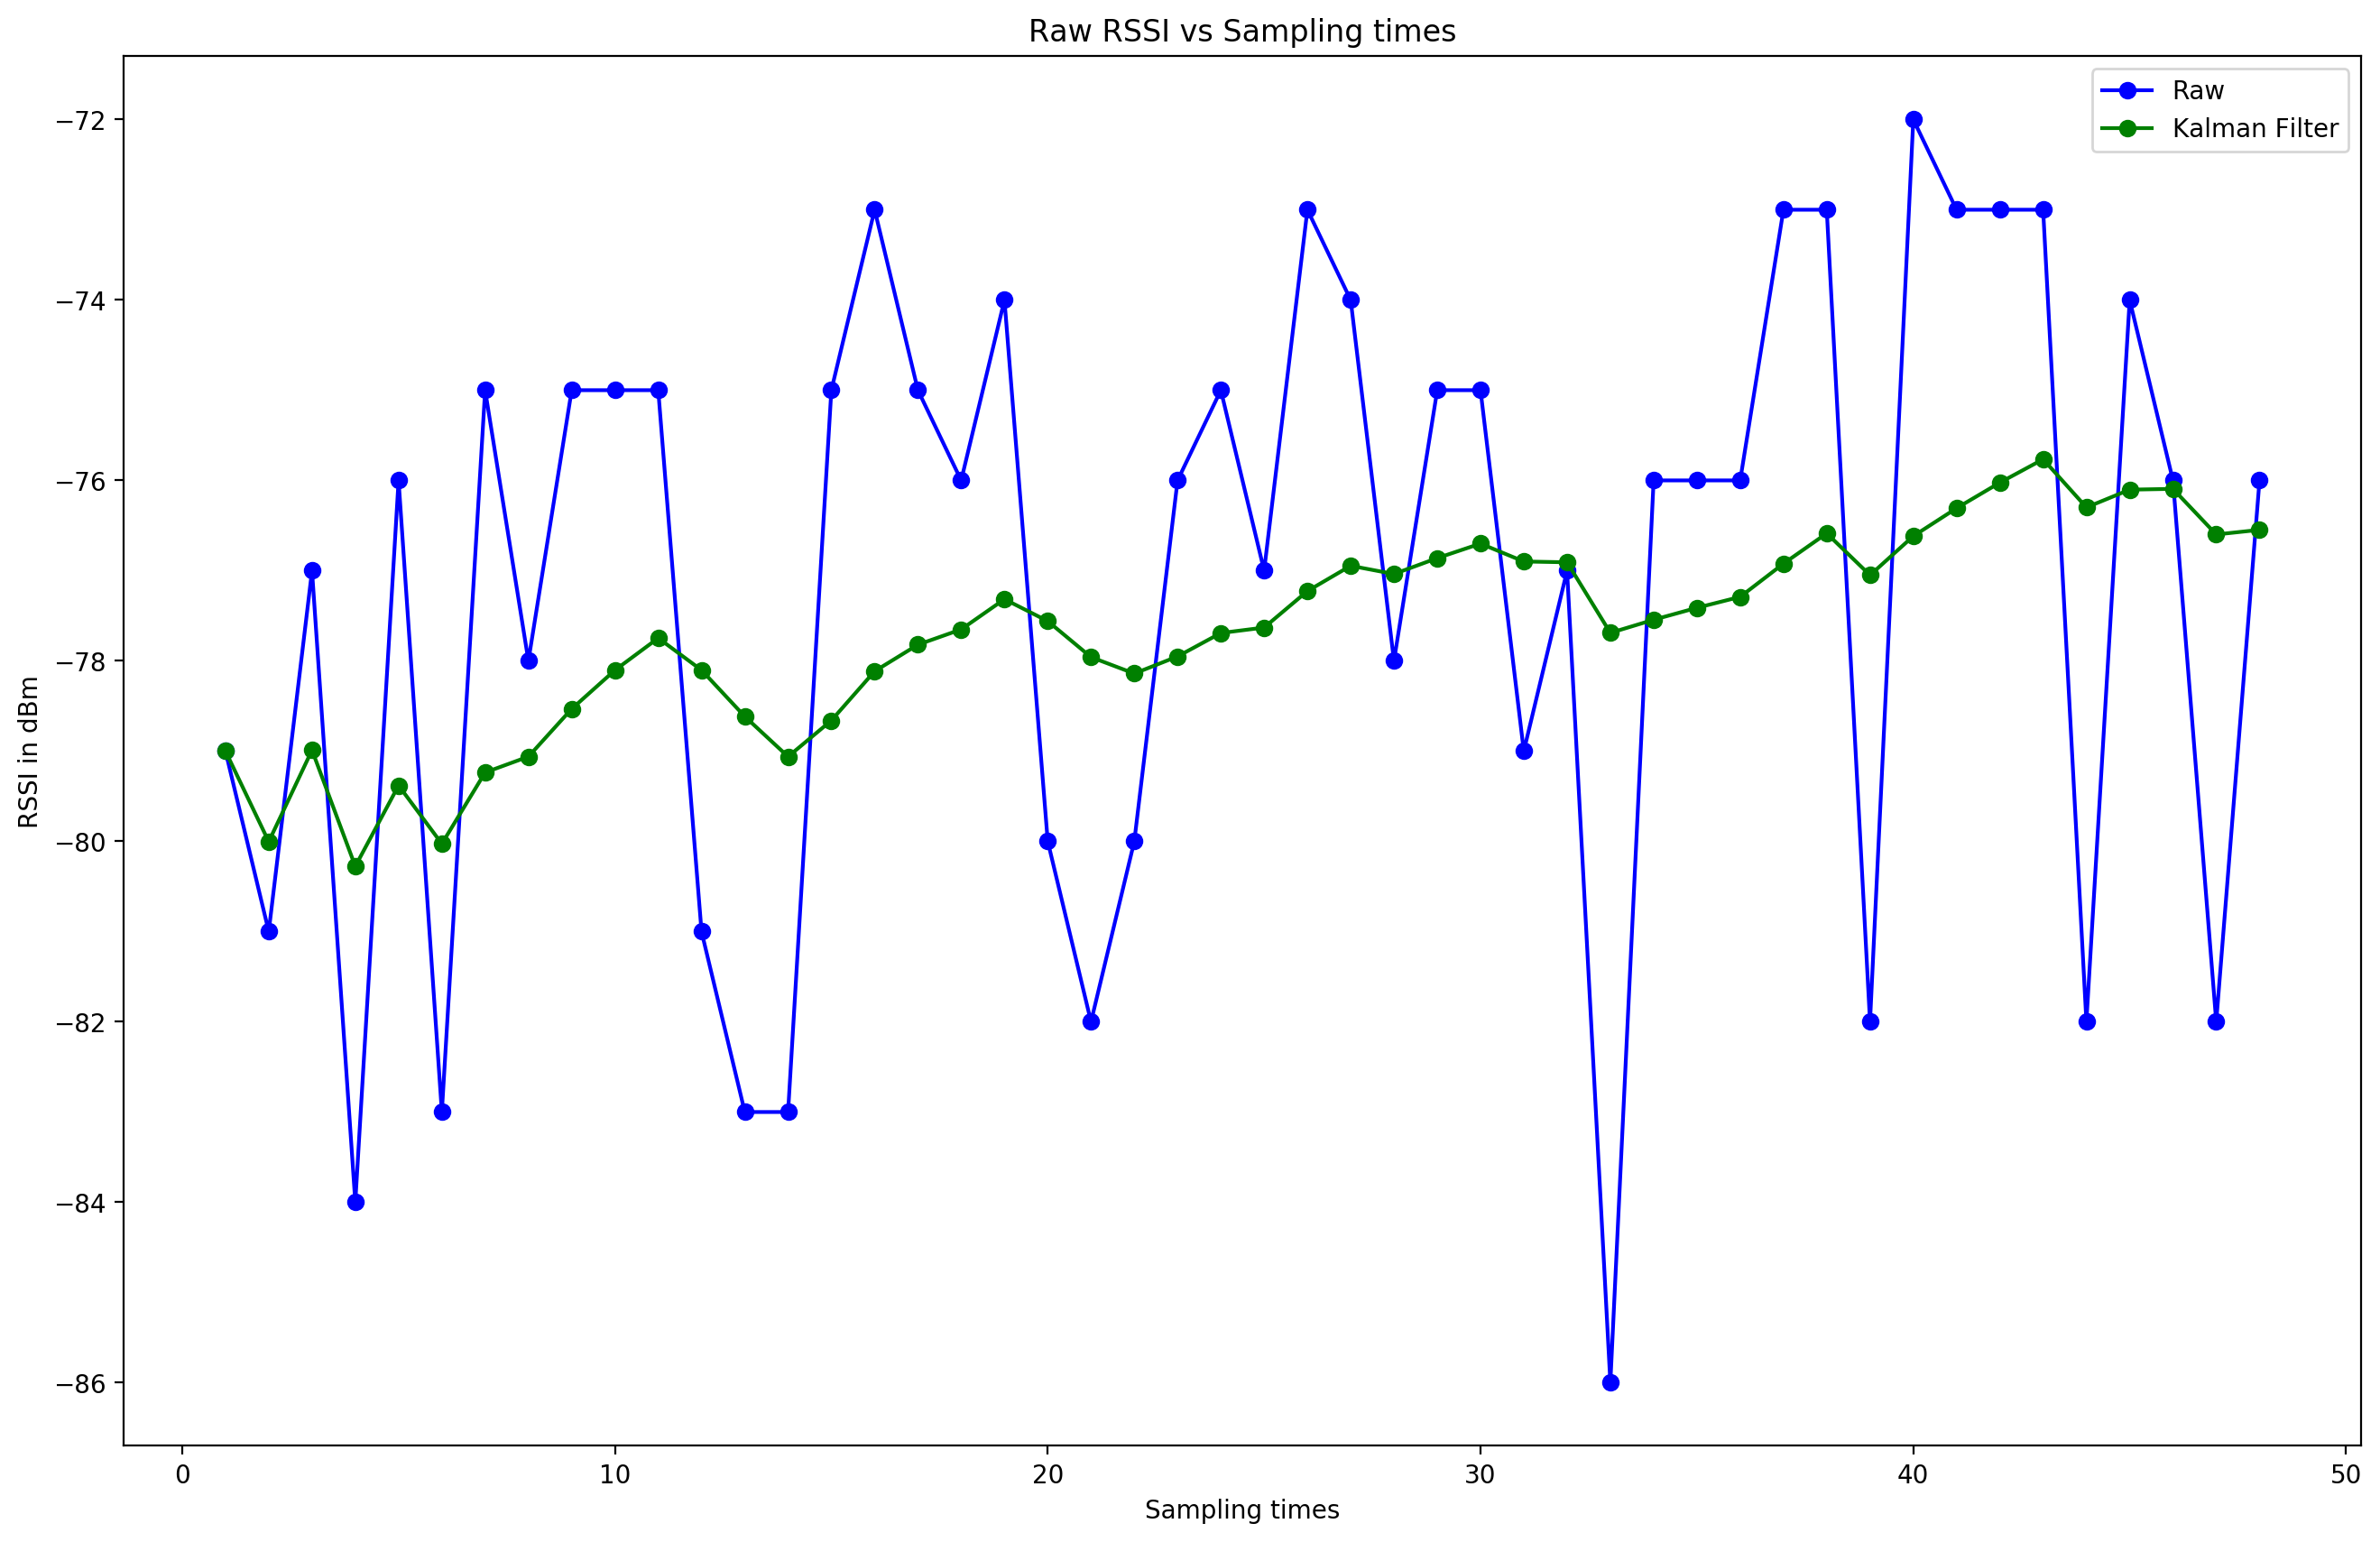 Raw RSSI vs Sampling times
Raw
Kalman Filter
−72
−74
−76
−78
−80
−82
−84
−86
RSSI in dBm
0 10 20 30 40 50
Sampling times